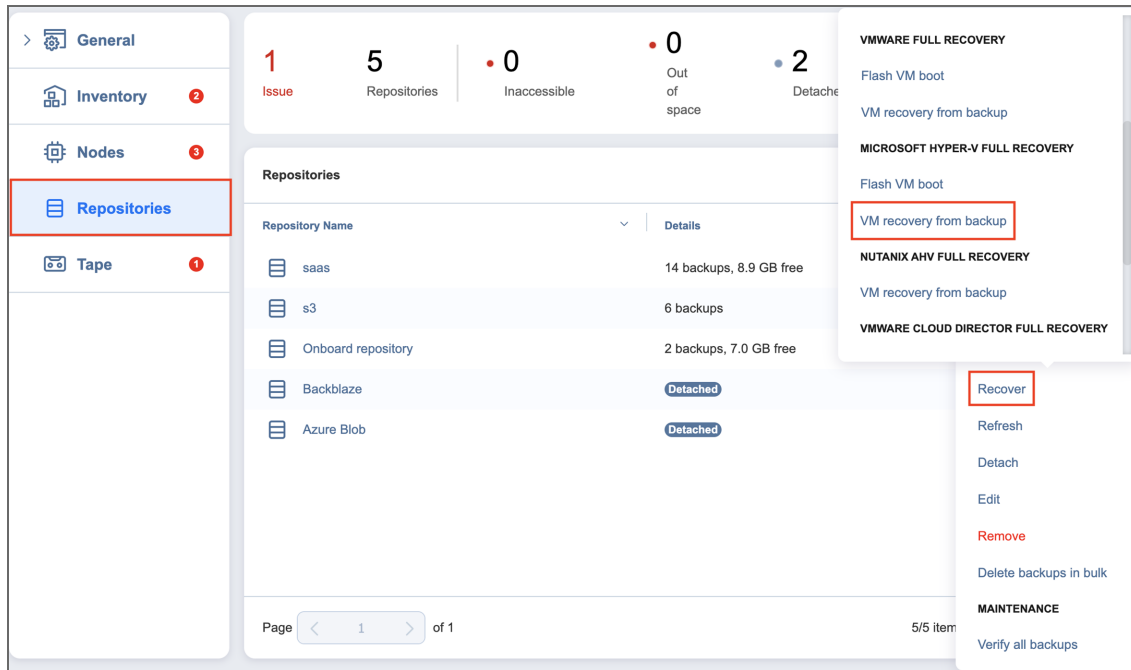 General
Inventory 2
Nodes 3
Repositories
Tape 1
1
Issue
5
Repositories
0
Inaccessible
0
Out
of
space
2
Detache
Repositories
Repository Name Details
saas 14 backups, 8.9 GB free
s3 6 backups
Onboard repository 2 backups, 7.0 GB free
Backblaze Detached
Azure Blob Detached
Page 1 of 1 5/5 item
VMWARE FULL RECOVERY
Flash VM boot
VM recovery from backup
MICROSOFT HYPER-V FULL RECOVERY
Flash VM boot
VM recovery from backup
NUTANIX AHV FULL RECOVERY
VM recovery from backup
VMWARE CLOUD DIRECTOR FULL RECOVERY
Recover
Refresh
Detach
Edit
Remove
Delete backups in bulk
MAINTENANCE
Verify all backups